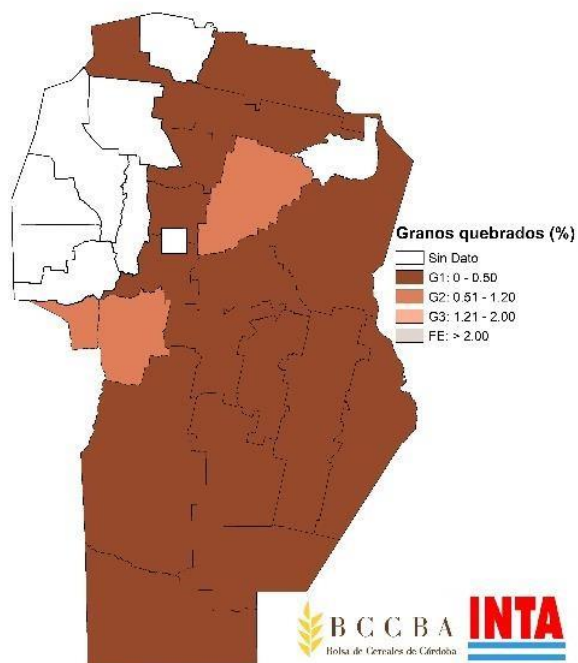 Granos quebrados (%)
Sin Dato
G1: 0 - 0.50
G2: 0.51 - 1.20
G3: 1.21 - 2.00
FE: > 2.00
BCCBA
Bolsa de Cereales de Córdoba
INTA